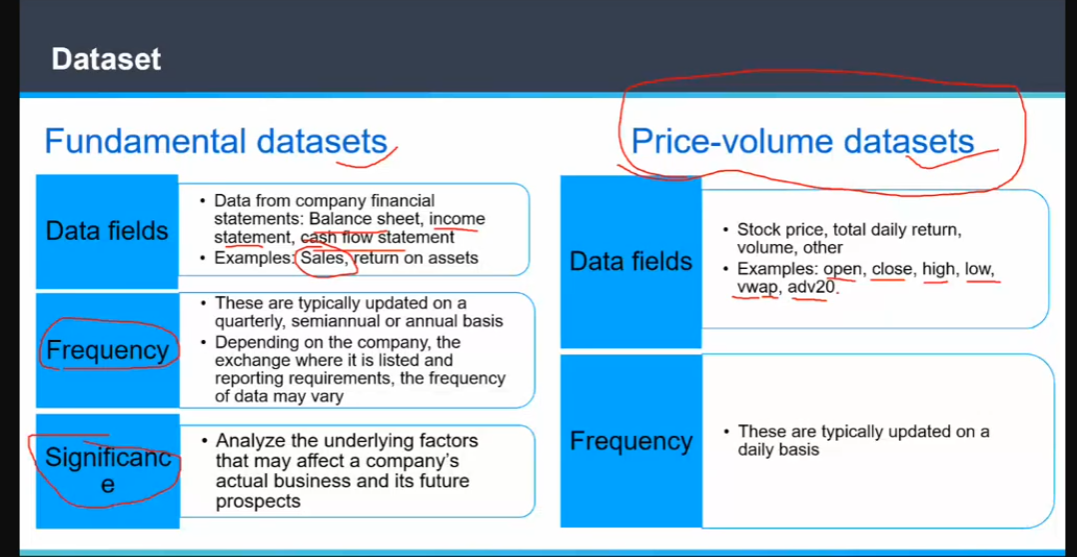 Dataset
Fundamental datasets
Data fields
• Data from company financial
statements: Balance sheet, income
statement, cash flow statement
• Examples: Sales, return on assets
Frequency
• These are typically updated on a
quarterly, semiannual or annual basis
• Depending on the company, the
exchange where it is listed and
reporting requirements, the frequency
of data may vary
Significanc
e
• Analyze the underlying factors
that may affect a company's
actual business and its future
prospects
Price-volume datasets
Data fields
• Stock price, total daily return,
volume, other
• Examples: open, close, high, low,
vwap, adv20.
Frequency
• These are typically updated on a
daily basis